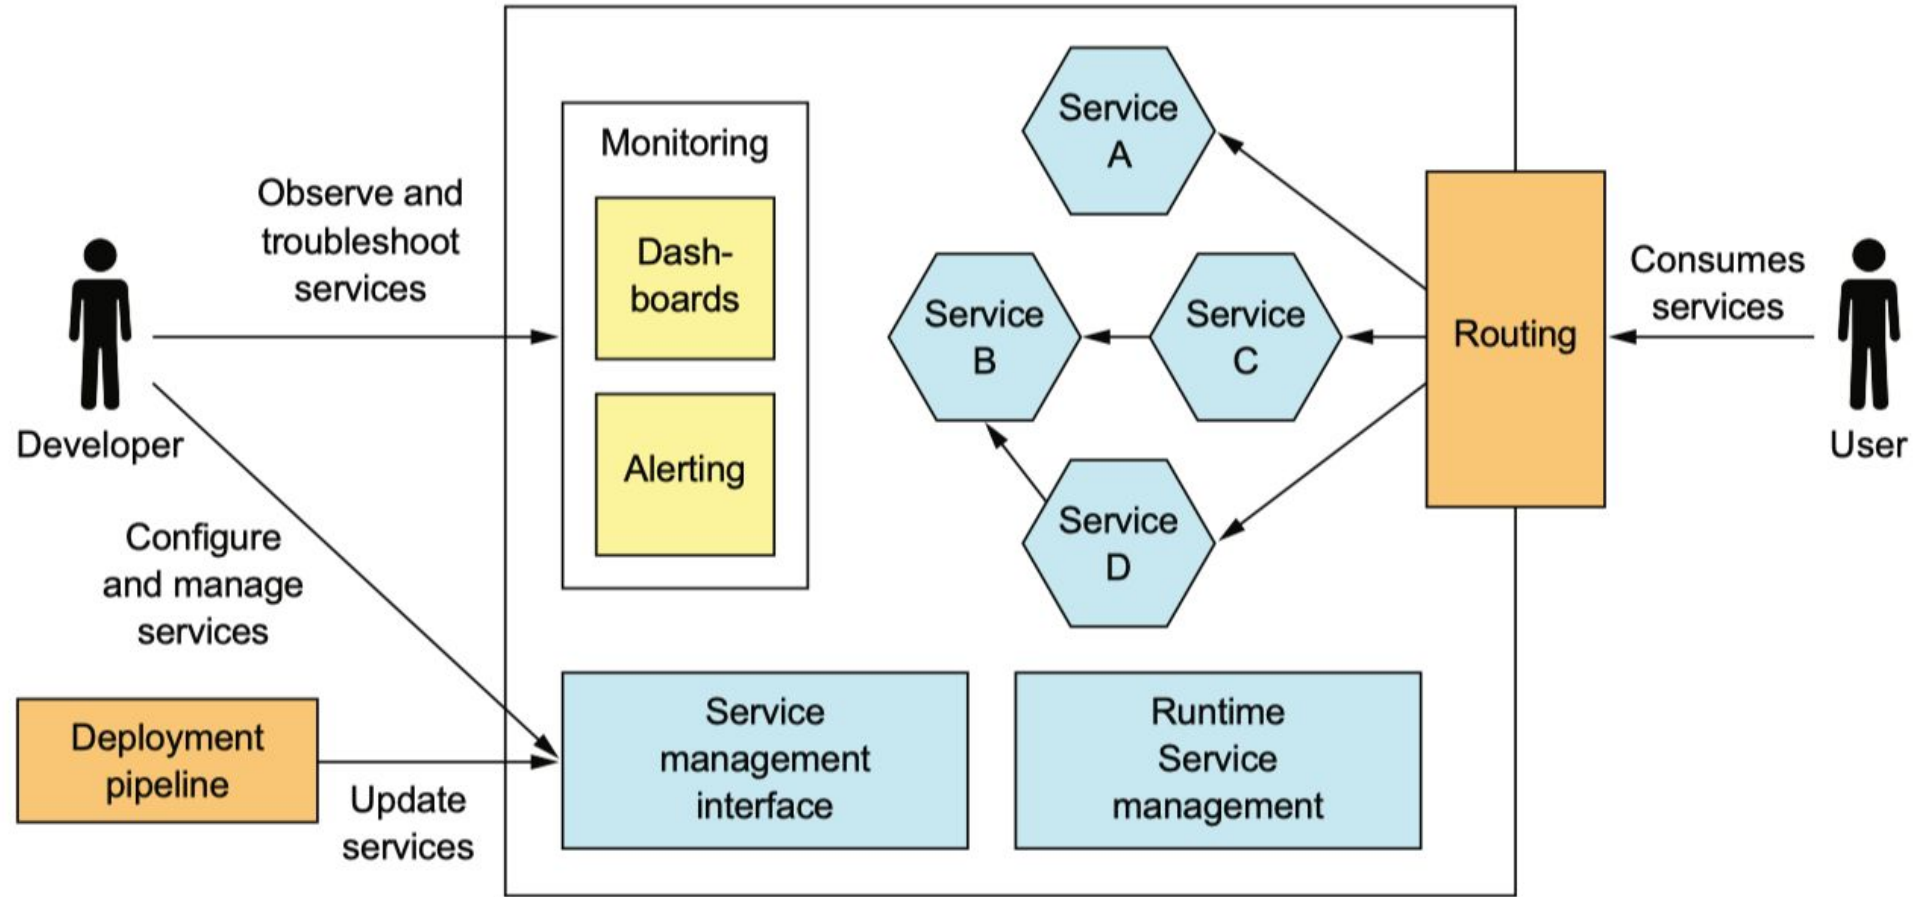 Observe and
troubleshoot
services
Developer
Configure
and manage
services
Deployment
pipeline
Update
services
Monitoring
Dash-
boards
Alerting
Service
A
Service
B
Service
C
Service
D
Routing
Consumes
services
User
Service
management
interface
Runtime
Service
management